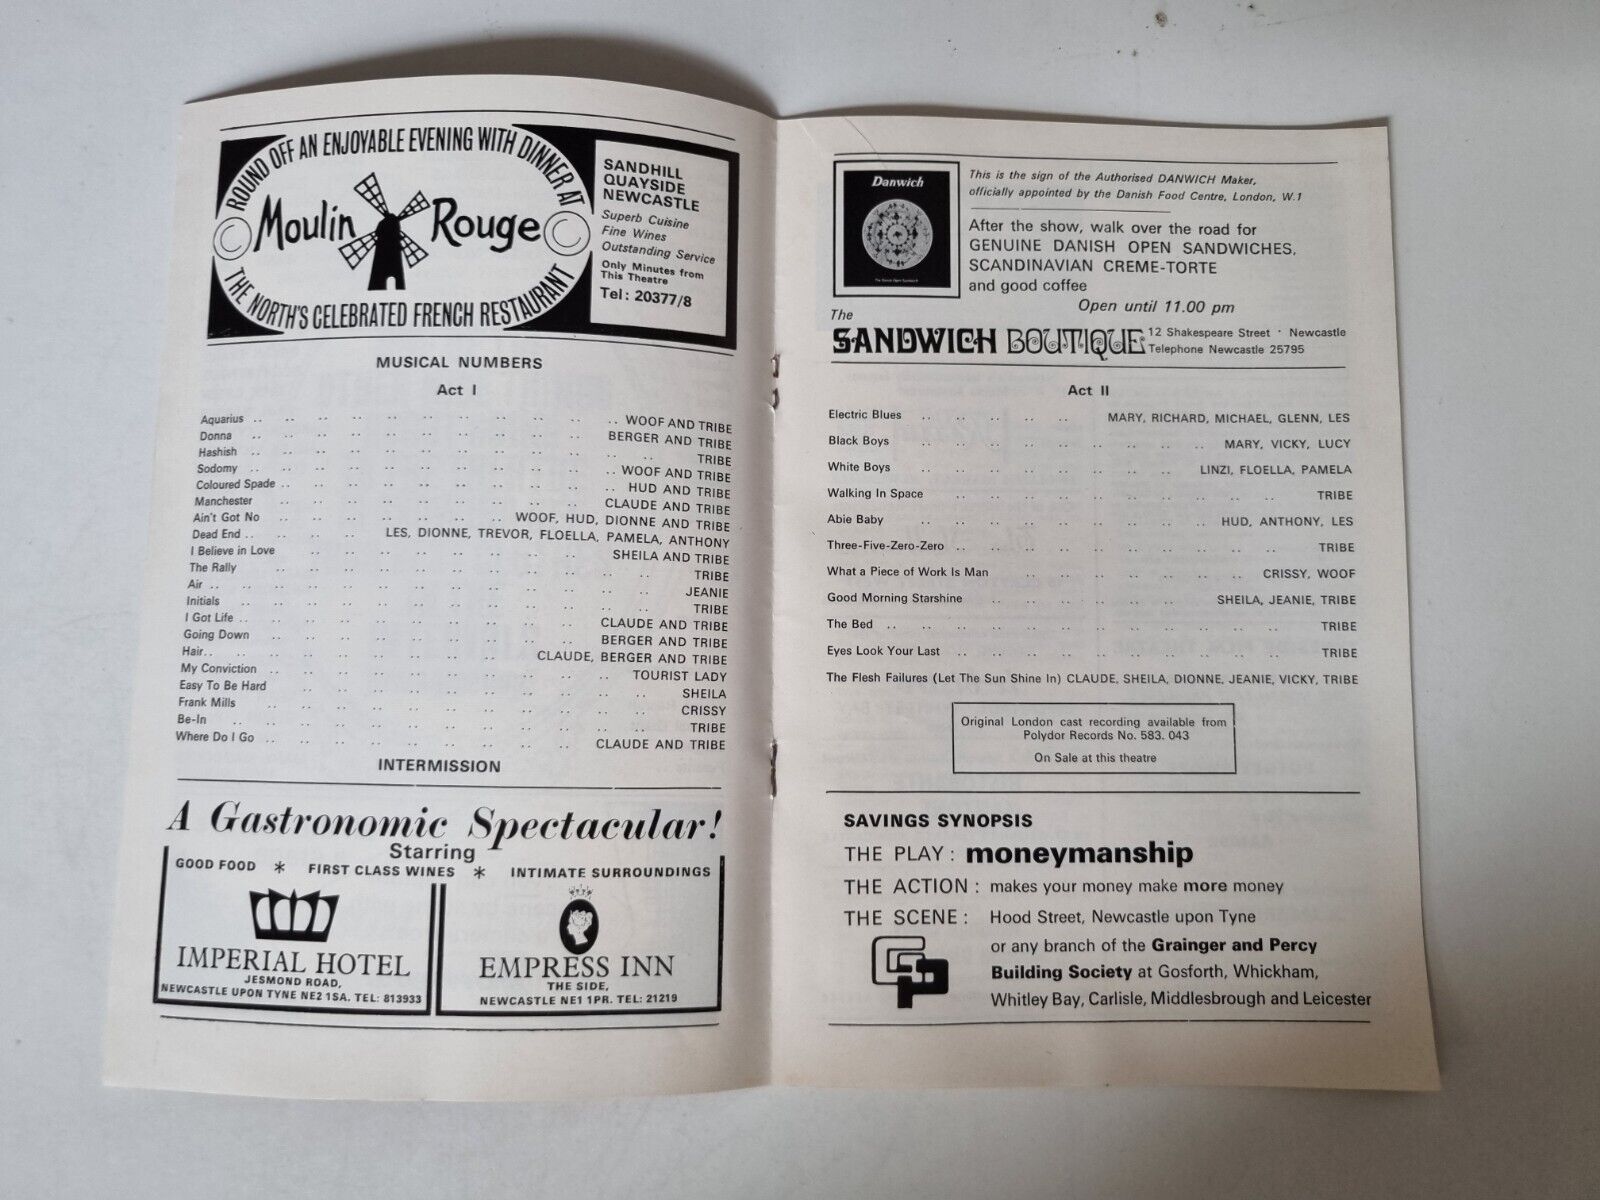 ROUND OFF AN ENJOYABLE EVENING WITH DINNER AT
Moulin Rouge
THE NORTH'S CELEBRATED FRENCH RESTAURANT
SANDHILL
QUAYSIDE
NEWCASTLE
Superb Cuisine
Fine Wines
Outstanding Service
Only Minutes from
This Theatre
Tel: 20377/8
MUSICAL NUMBERS
Act I
Aquarius .. .. .. .. .. .. .. .. .. .. .. WOOF AND TRIBE
Donna .. .. .. .. .. .. .. .. .. .. BERGER AND TRIBE
Hashish .. .. .. .. .. .. .. .. .. .. .. .. TRIBE
Sodomy .. .. .. .. .. .. .. .. .. .. .. WOOF AND TRIBE
Coloured Spade .. .. .. .. .. .. .. .. .. .. HUD AND TRIBE
Manchester .. .. .. .. .. .. .. .. .. CLAUDE AND TRIBE
Ain't Got No .. .. .. .. .. .. .. WOOF, HUD, DIONNE AND TRIBE
Dead End .. .. .. .. LES, DIONNE, TREVOR, FLOELLA, PAMELA, ANTHONY
I Believe in Love .. .. .. .. .. .. .. .. .. SHEILA AND TRIBE
The Rally .. .. .. .. .. .. .. .. .. .. .. TRIBE
Air .. .. .. .. .. .. .. .. .. .. .. .. .. JEANIE
Initials .. .. .. .. .. .. .. .. .. .. .. .. TRIBE
I Got Life .. .. .. .. .. .. .. .. .. .. CLAUDE AND TRIBE
Going Down .. .. .. .. .. .. .. .. .. .. BERGER AND TRIBE
Hair .. .. .. .. .. .. .. .. .. CLAUDE, BERGER AND TRIBE
My Conviction .. .. .. .. .. .. .. .. .. .. .. TOURIST LADY
Easy To Be Hard .. .. .. .. .. .. .. .. .. .. .. SHEILA
Frank Mills .. .. .. .. .. .. .. .. .. .. .. .. CRISSY
Be-In .. .. .. .. .. .. .. .. .. .. .. .. .. TRIBE
Where Do I Go .. .. .. .. .. .. .. .. .. .. CLAUDE AND TRIBE
INTERMISSION
A Gastronomic Spectacular!
Starring
GOOD FOOD * FIRST CLASS WINES * INTIMATE SURROUNDINGS
IMPERIAL HOTEL
JESMOND ROAD,
NEWCASTLE UPON TYNE NE2 1SA. TEL: 813933
EMPRESS INN
THE SIDE,
NEWCASTLE NE1 1PR. TEL: 21219
Danwich
This is the sign of the Authorised DANWICH Maker,
officially appointed by the Danish Food Centre, London, W.1
After the show, walk over the road for
GENUINE DANISH OPEN SANDWICHES,
SCANDINAVIAN CREME-TORTE
and good coffee
Open until 11.00 pm
The
SANDWICH BOUTIQUE
12 Shakespeare Street · Newcastle
Telephone Newcastle 25795
Act II
Electric Blues .. .. .. .. .. MARY, RICHARD, MICHAEL, GLENN, LES
Black Boys .. .. .. .. .. .. .. .. MARY, VICKY, LUCY
White Boys .. .. .. .. .. .. .. LINZI, FLOELLA, PAMELA
Walking In Space .. .. .. .. .. .. .. .. .. TRIBE
Abie Baby .. .. .. .. .. .. .. .. HUD, ANTHONY, LES
Three-Five-Zero-Zero .. .. .. .. .. .. .. .. .. TRIBE
What a Piece of Work Is Man .. .. .. .. .. .. CRISSY, WOOF
Good Morning Starshine .. .. .. .. .. .. SHEILA, JEANIE, TRIBE
The Bed .. .. .. .. .. .. .. .. .. .. .. TRIBE
Eyes Look Your Last .. .. .. .. .. .. .. .. .. TRIBE
The Flesh Failures (Let The Sun Shine In) CLAUDE, SHEILA, DIONNE, JEANIE, VICKY, TRIBE
Original London cast recording available from
Polydor Records No. 583. 043
On Sale at this theatre
SAVINGS SYNOPSIS
THE PLAY: moneymanship
THE ACTION: makes your money make more money
THE SCENE: Hood Street, Newcastle upon Tyne
or any branch of the Grainger and Percy
Building Society at Gosforth, Whickham,
Whitley Bay, Carlisle, Middlesbrough and Leicester